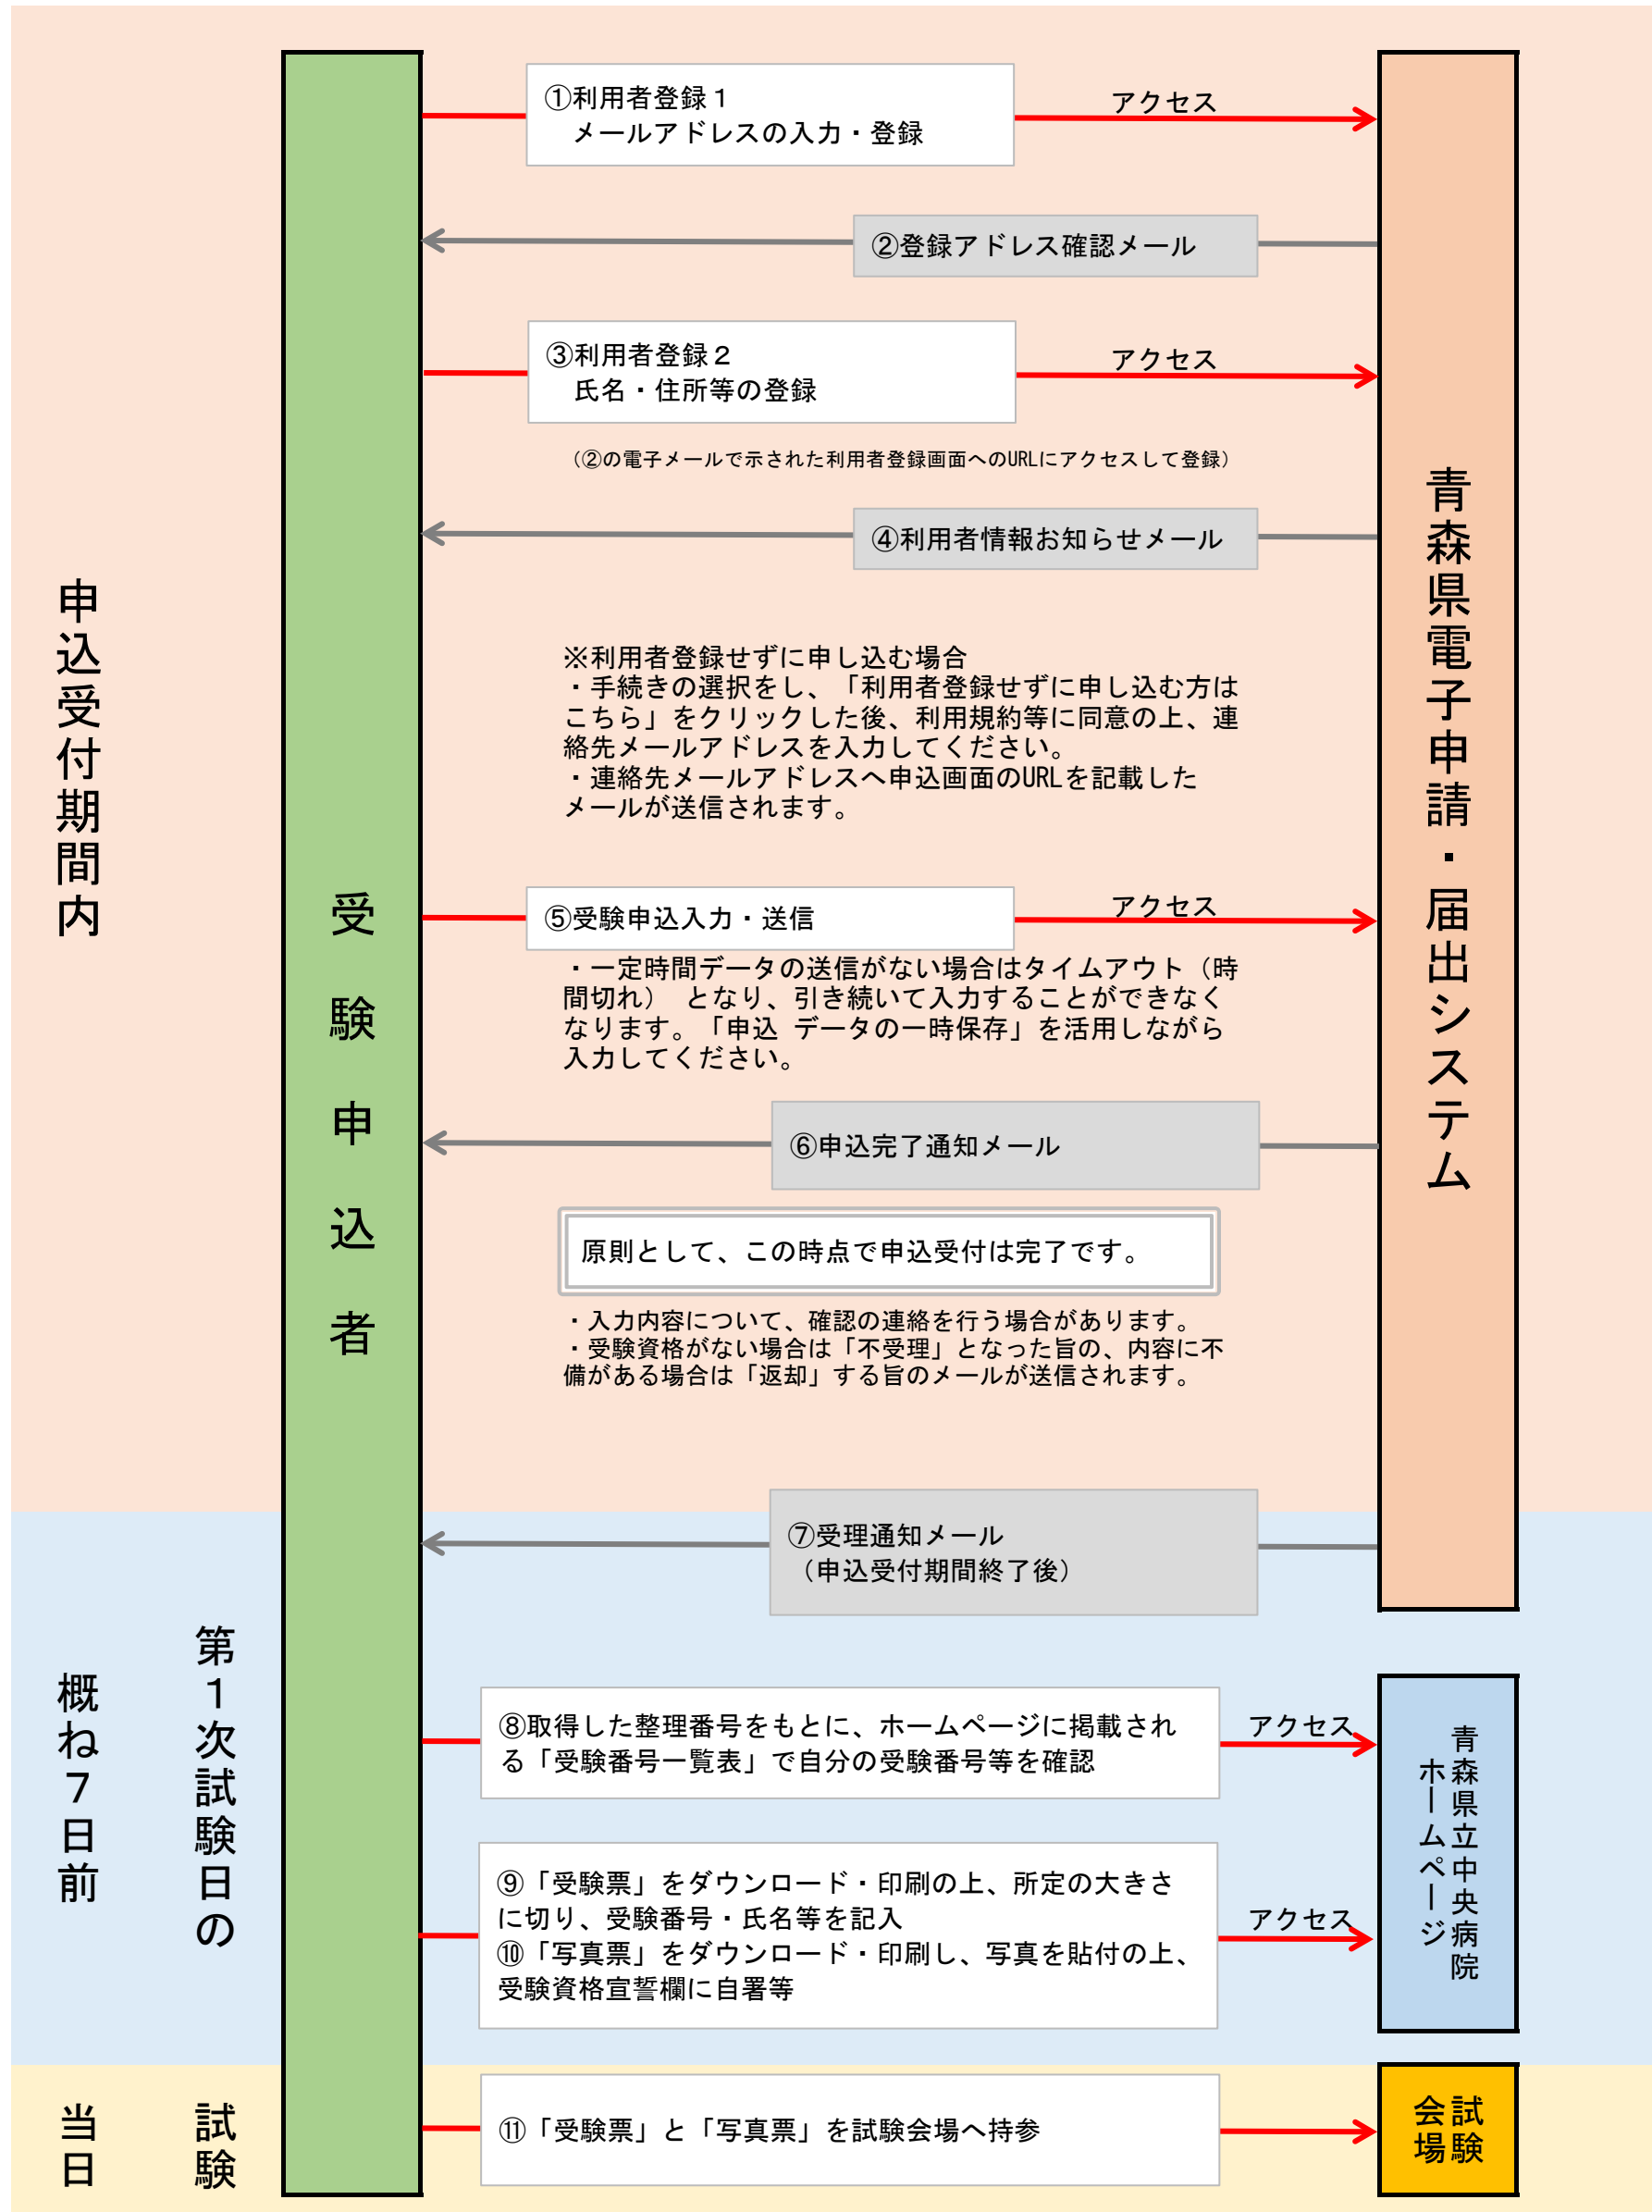 申込受付期間内
受験申込者
青森県電子申請・届出システム
①利用者登録１
メールアドレスの入力・登録
アクセス
②登録アドレス確認メール
③利用者登録２
氏名・住所等の登録
アクセス
（②の電子メールで示された利用者登録画面へのURLにアクセスして登録）
④利用者情報お知らせメール
※利用者登録せずに申し込む場合
・手続きの選択をし、「利用者登録せずに申し込む方は
こちら」をクリックした後、利用規約等に同意の上、連
絡先メールアドレスを入力してください。
・連絡先メールアドレスへ申込画面のURLを記載した
メールが送信されます。
⑤受験申込入力・送信
アクセス
・一定時間データの送信がない場合はタイムアウト（時
間切れ） となり、引き続いて入力することができなく
なります。「申込 データの一時保存」を活用しながら
入力してください。
⑥申込完了通知メール
原則として、この時点で申込受付は完了です。
・入力内容について、確認の連絡を行う場合があります。
・受験資格がない場合は「不受理」となった旨の、内容に不
備がある場合は「返却」する旨のメールが送信されます。
⑦受理通知メール
（申込受付期間終了後）
第１次試験日の
概ね７日前
⑧取得した整理番号をもとに、ホームページに掲載され
る「受験番号一覧表」で自分の受験番号等を確認
アクセス
青森県立中央病院
ホームページ
⑨「受験票」をダウンロード・印刷の上、所定の大きさ
に切り、受験番号・氏名等を記入
⑩「写真票」をダウンロード・印刷し、写真を貼付の上、
受験資格宣誓欄に自署等
アクセス
試験
当日
⑪「受験票」と「写真票」を試験会場へ持参
試験
会場